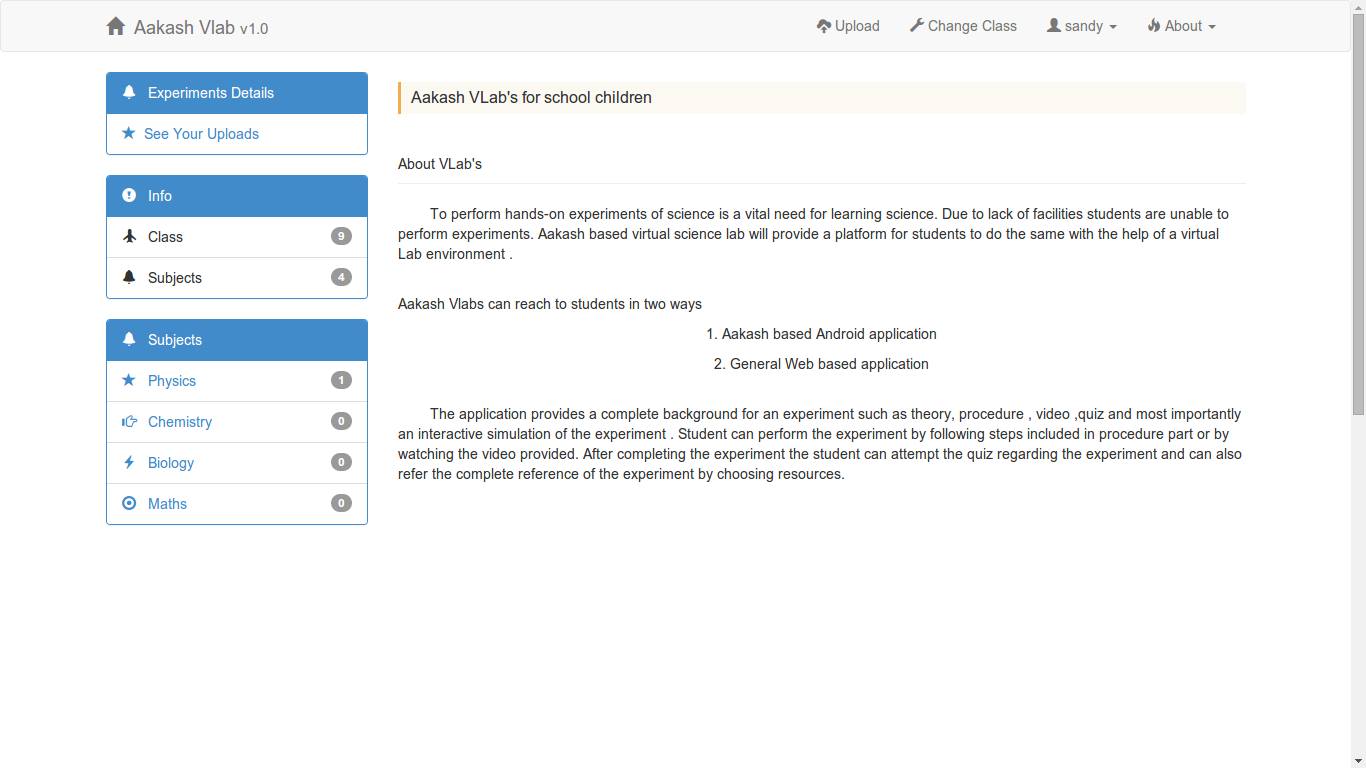 Aakash Vlab v1.0 Upload Change Class sandy About
Experiments Details
See Your Uploads
Info
Class 9
Subjects 4
Subjects
Physics 1
Chemistry 0
Biology 0
Maths 0
Aakash VLab's for school children
About VLab's
To perform hands-on experiments of science is a vital need for learning science. Due to lack of facilities students are unable to
perform experiments. Aakash based virtual science lab will provide a platform for students to do the same with the help of a virtual
Lab environment .
Aakash Vlabs can reach to students in two ways
1. Aakash based Android application
2. General Web based application
The application provides a complete background for an experiment such as theory, procedure , video ,quiz and most importantly
an interactive simulation of the experiment . Student can perform the experiment by following steps included in procedure part or by
watching the video provided. After completing the experiment the student can attempt the quiz regarding the experiment and can also
refer the complete reference of the experiment by choosing resources.